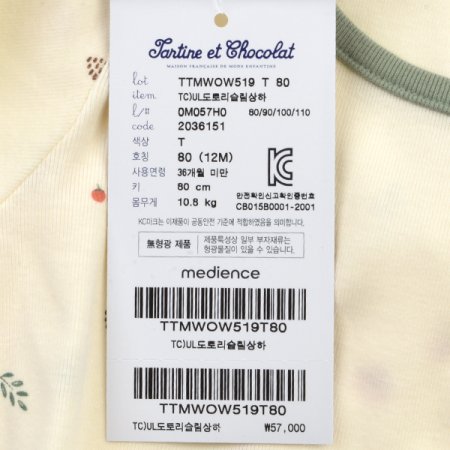 Tartine et Chocolat
MAISON FRANÇAISE DE MODE ENFANTINE
lot TTMWOW519 T 80
item TC)UL도토리슬림상하
l/# 0M057H0 80/90/100/110
code 2036151
색상 T
호칭 80 (12M)
사용연령 36개월 미만
키 80 cm
몸무게 10.8 kg
안전확인신고확인증번호
CB015B0001-2001
KC마크는 이제품이 공통안전 기준에 적합하였음을 의미합니다.
無형광 제품
제품특성상 일부 부자재류는
형광물질이 있을 수 있습니다.
medience
TTMWOW519T80
TC)UL도토리슬림상하
TTMWOW519T80
TC)UL도토리슬림상하 ₩57,000